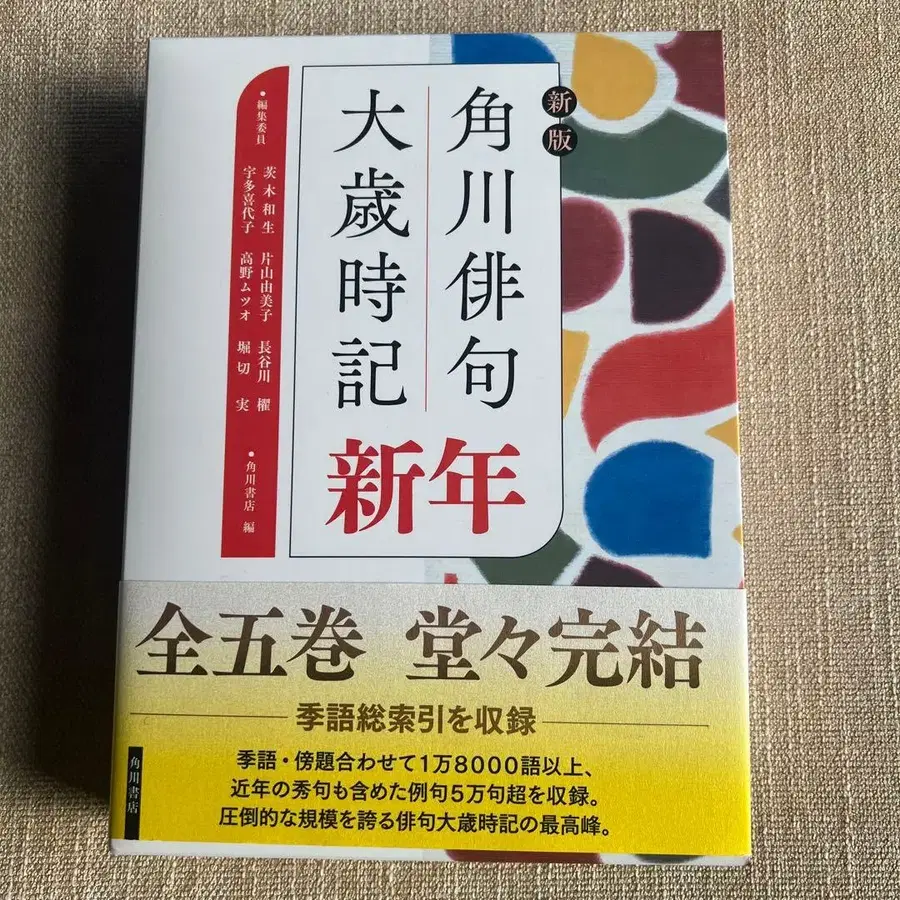 新版
角川俳句
大歳時記
新年
●編集委員
茨木和生 片山由美子 長谷川 櫂
宇多喜代子 高野ムツオ 堀切 実
●角川書店 編
全五巻 堂々完結
季語総索引を収録
季語・傍題合わせて1万8000語以上、
近年の秀句も含めた例句5万句超を収録。
圧倒的な規模を誇る俳句大歳時記の最高峰。
角川書店